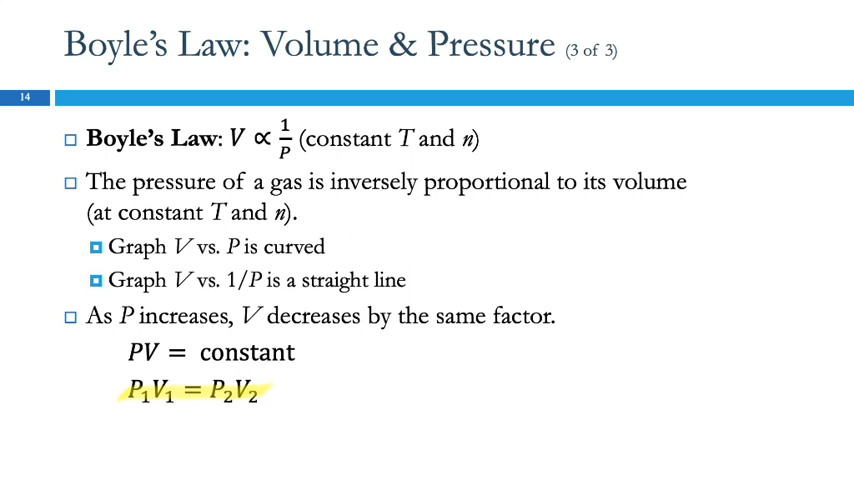 Boyle's Law: Volume & Pressure (3 of 3)
14
Boyle's Law: V ∝ 1/P (constant T and n)
The pressure of a gas is inversely proportional to its volume
(at constant T and n).
Graph V vs. P is curved
Graph V vs. 1/P is a straight line
As P increases, V decreases by the same factor.
PV = constant
P₁V₁ = P₂V₂